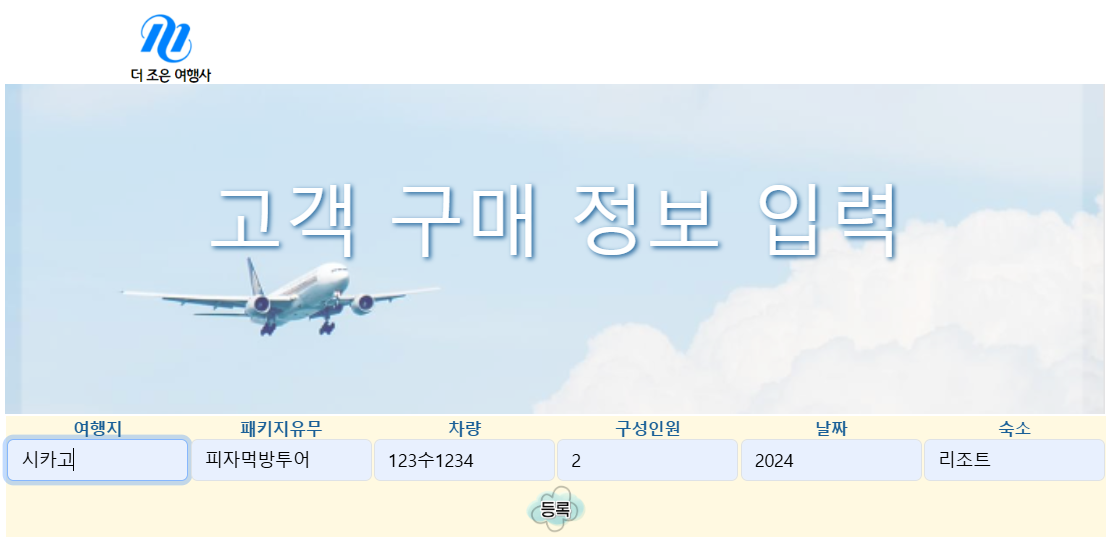 더 조은 여행사
고객 구매 정보 입력
여행지 패키지유무 차량 구성인원 날짜 숙소
시카고 피자먹방투어 123수1234 2 2024 리조트
등록